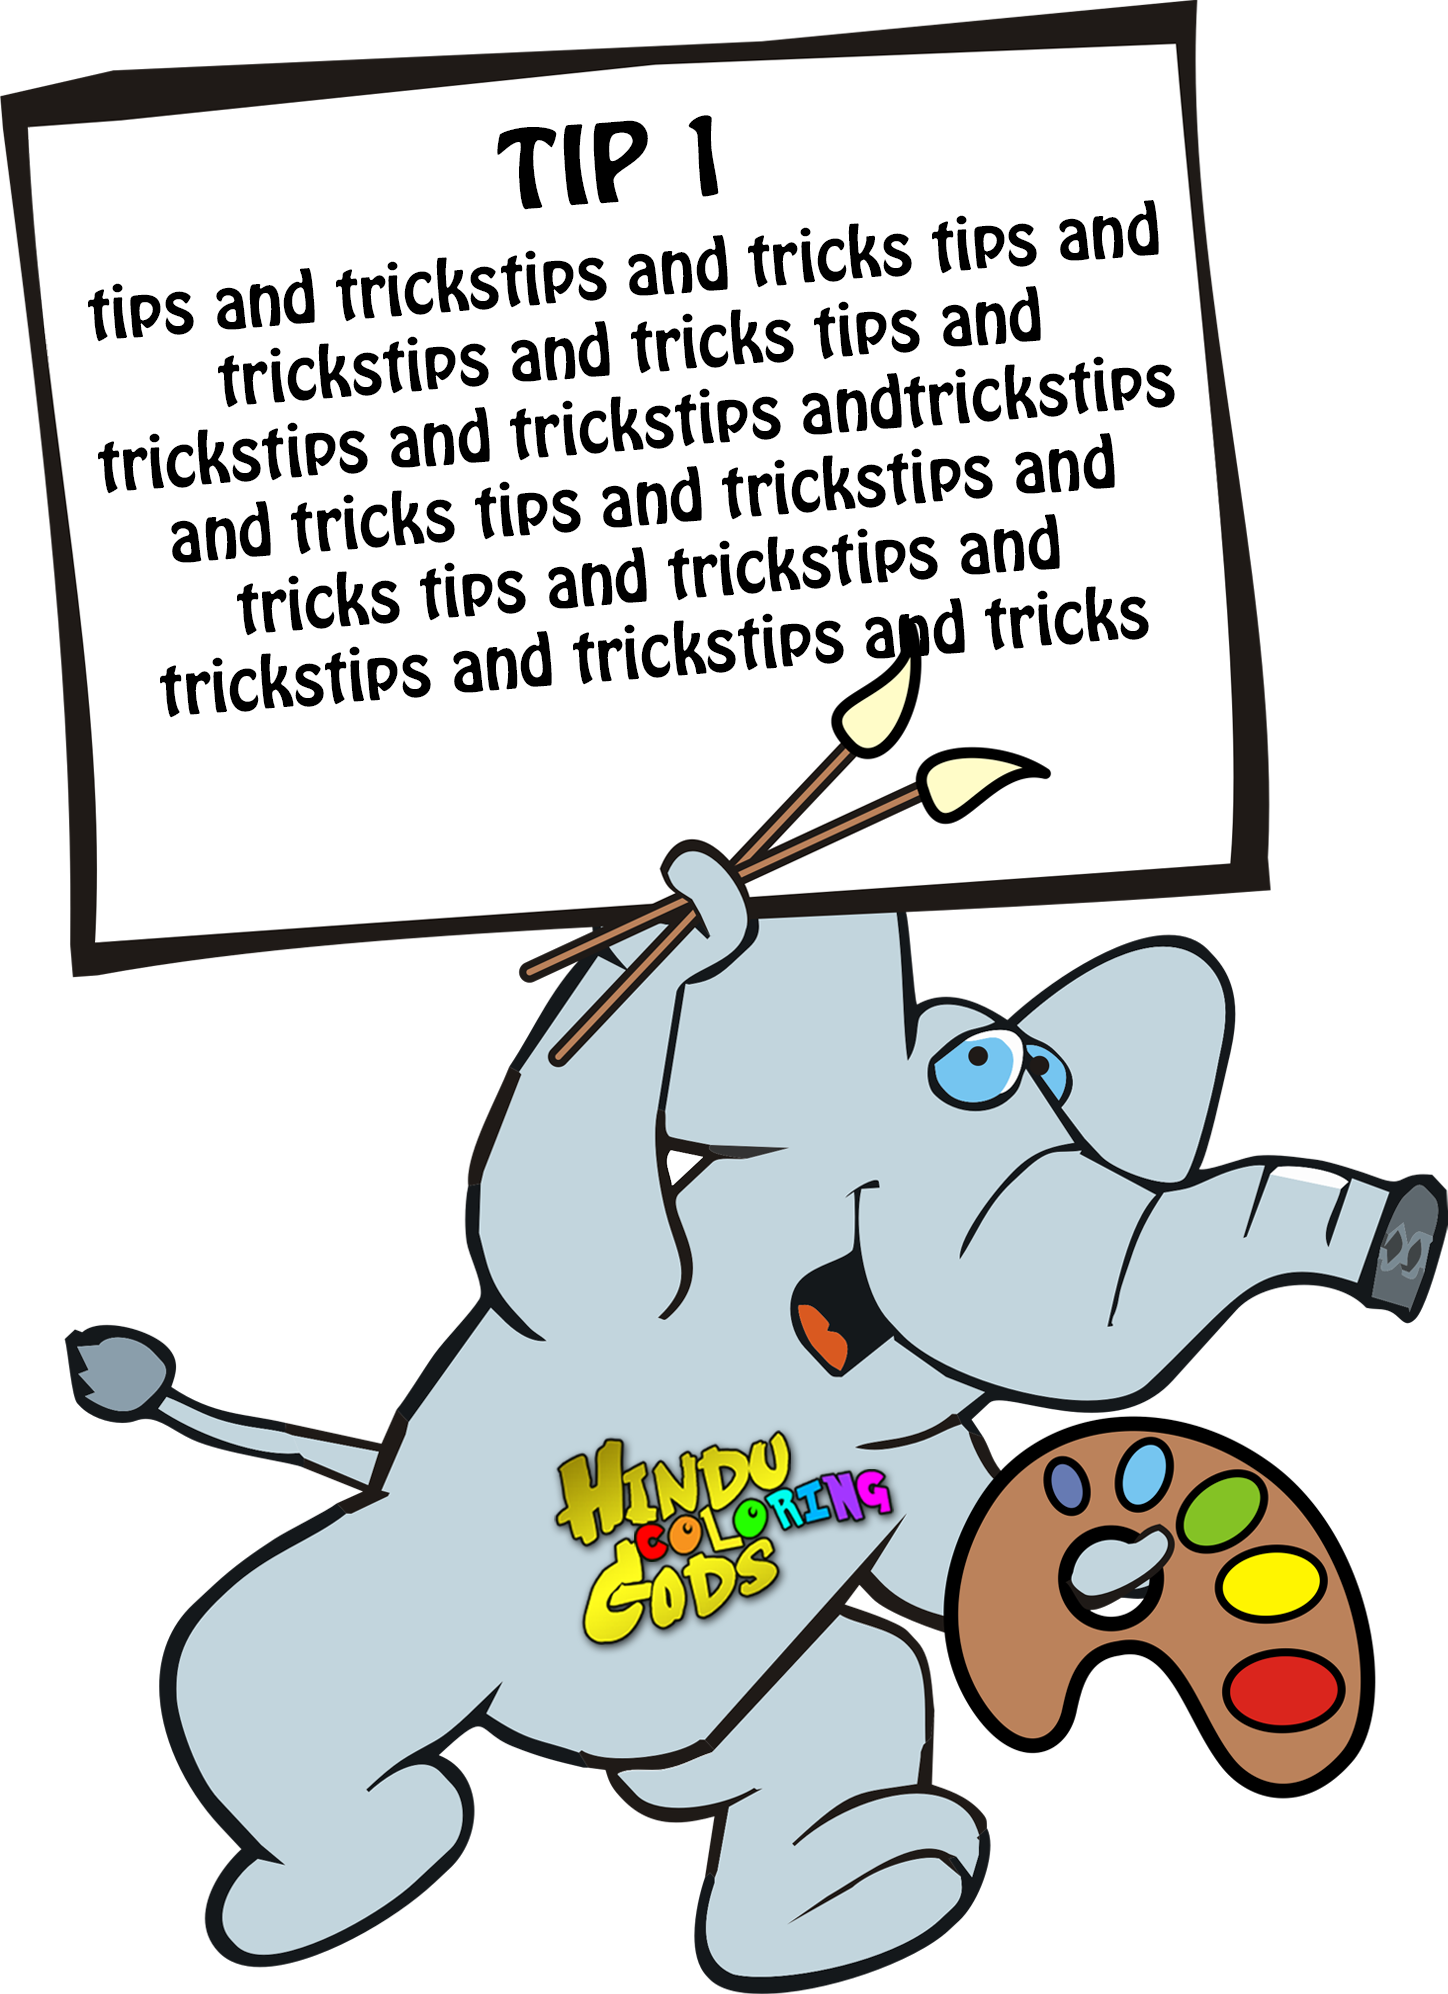 TIP 1
tips and trickstips and tricks tips and
trickstips and tricks tips and
trickstips and trickstips andtrickstips
and tricks tips and trickstips and
tricks tips and trickstips and
trickstips and trickstips and tricks
HINDU
COLORING
GODS